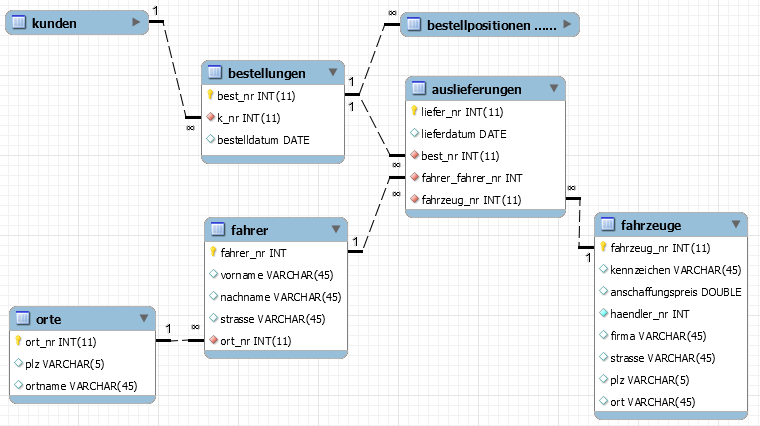 kunden
1
∞
bestellungen
best_nr INT(11)
k_nr INT(11)
bestelldatum DATE
1
1
∞
bestellpositionen ......
auslieferungen
liefer_nr INT(11)
lieferdatum DATE
best_nr INT(11)
fahrer_fahrer_nr INT
fahrzeug_nr INT(11)
∞
∞
∞
1
fahrer
fahrer_nr INT
vorname VARCHAR(45)
nachname VARCHAR(45)
strasse VARCHAR(45)
ort_nr INT(11)
1
orte
ort_nr INT(11)
plz VARCHAR(5)
ortname VARCHAR(45)
1
∞
fahrzeuge
fahrzeug_nr INT(11)
kennzeichen VARCHAR(45)
anschaffungspreis DOUBLE
haendler_nr INT
firma VARCHAR(45)
strasse VARCHAR(45)
plz VARCHAR(5)
ort VARCHAR(45)